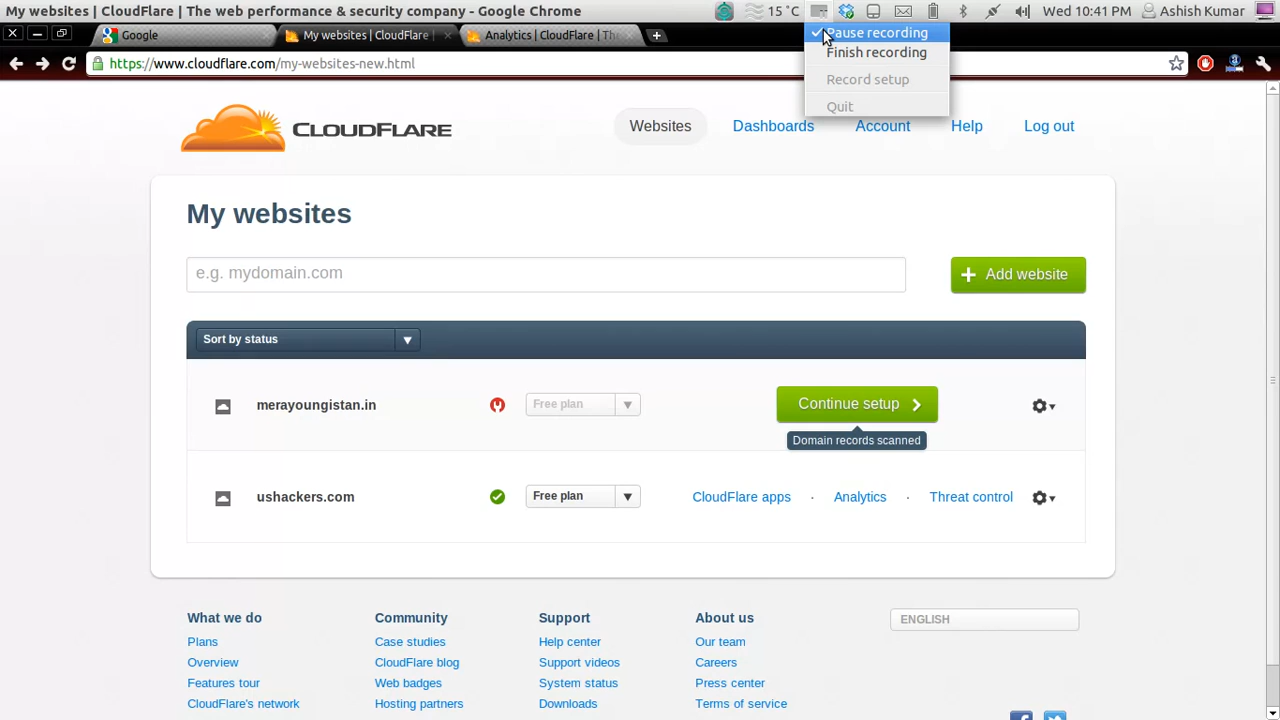 My websites | CloudFlare | The web performance & security company - Google Chrome
15 °C
Wed 10:41 PM
Ashish Kumar
Google
My websites | CloudFlare |
Analytics | CloudFlare | The
https://www.cloudflare.com/my-websites-new.html
Pause recording
Finish recording
Record setup
Quit
CLOUDFLARE
Websites
Dashboards
Account
Help
Log out
My websites
e.g. mydomain.com
Add website
Sort by status
merayoungistan.in
Free plan
Continue setup
Domain records scanned
ushackers.com
Free plan
CloudFlare apps · Analytics · Threat control
What we do
Plans
Overview
Features tour
CloudFlare's network
Community
Case studies
CloudFlare blog
Web badges
Hosting partners
Support
Help center
Support videos
System status
Downloads
About us
Our team
Careers
Press center
Terms of service
ENGLISH